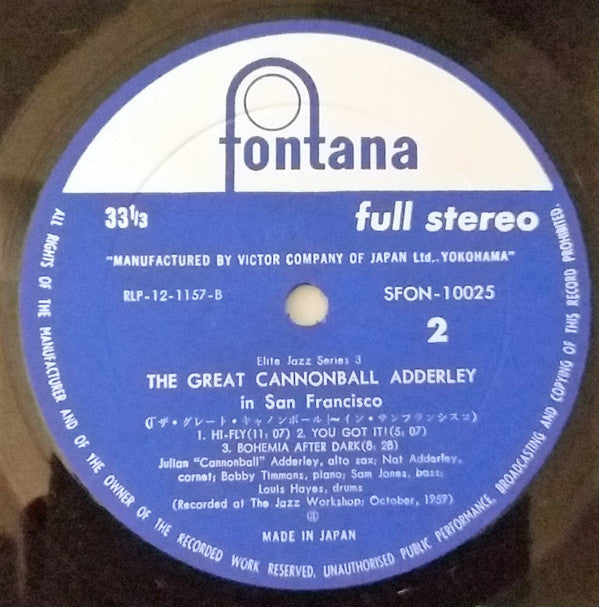 fontana
33 1/3
full stereo
"MANUFACTURED BY VICTOR COMPANY OF JAPAN Ltd., YOKOHAMA"
RLP-12-1157-B
SFON-10025
2
Elite Jazz Series 3
THE GREAT CANNONBALL ADDERLEY
in San Francisco
(「ザ・グレート・キャノンボール」〜イン・サンフランシスコ)
1. HI-FLY(11: 07) 2. YOU GOT IT!(5: 07)
3. BOHEMIA AFTER DARK(8: 28)
Julian "Cannonball" Adderley, alto sax; Nat Adderley,
cornet; Bobby Timmons, piano; Sam Jones, bass;
Louis Hayes, drums
(Recorded at The Jazz Workshop: October, 1959)
MADE IN JAPAN
ALL RIGHTS OF THE MANUFACTURER AND OF THE OWNER OF THE RECORDED WORK RESERVED. UNAUTHORISED PUBLIC PERFORMANCE, BROADCASTING AND COPYING OF THIS RECORD PROHIBITED.